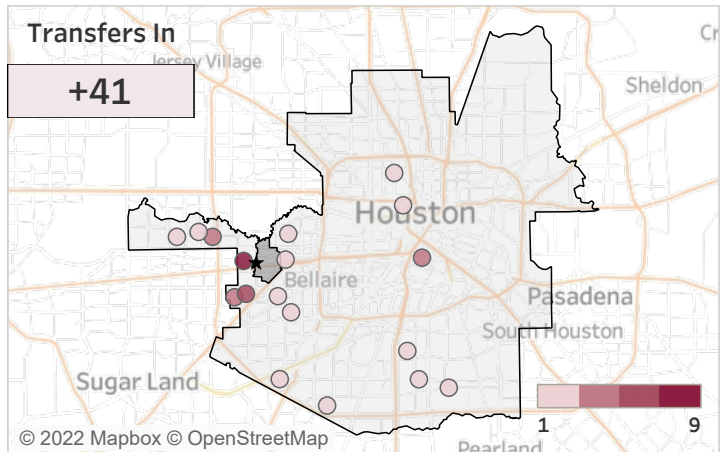 Transfers In
+41
Jersey Village
Cr
Sheldon
Houston
Bellaire
Pasadena
South Houston
Sugar Land
1
9
© 2022 Mapbox © OpenStreetMap
Pearland